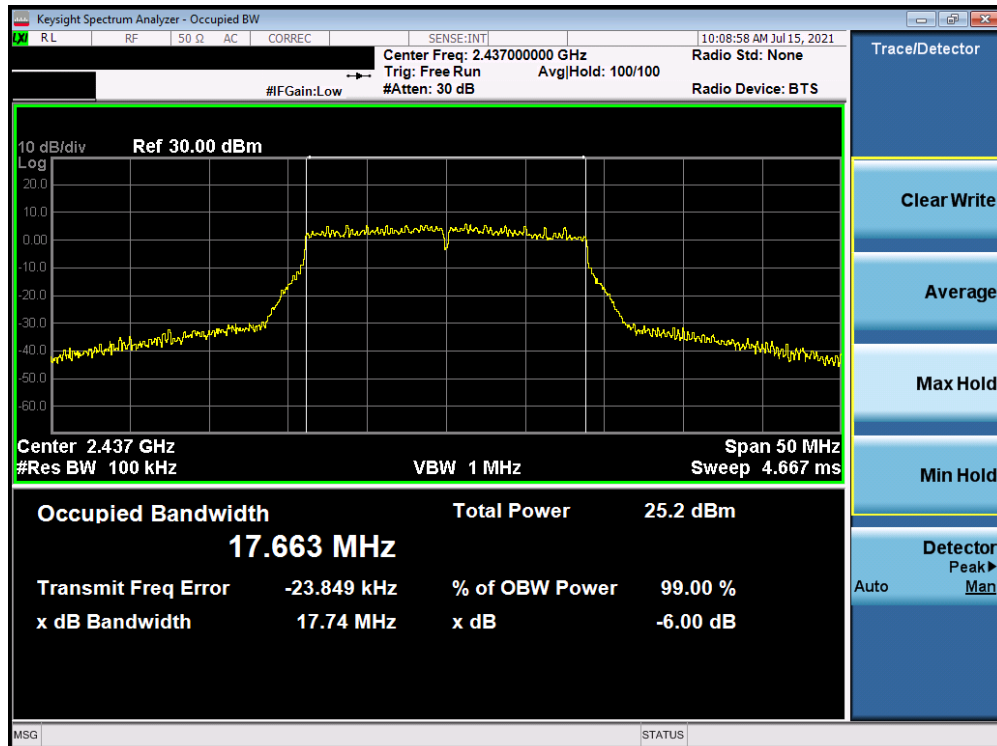 Keysight Spectrum Analyzer - Occupied BW
LXI RL RF 50 Ω AC CORREC SENSE:INT 10:08:58 AM Jul 15, 2021
Center Freq: 2.437000000 GHz Radio Std: None
Trig: Free Run Avg|Hold: 100/100
#IFGain:Low #Atten: 30 dB Radio Device: BTS
10 dB/div Ref 30.00 dBm
Log
20.0
10.0
0.00
-10.0
-20.0
-30.0
-40.0
-50.0
-60.0
Center 2.437 GHz Span 50 MHz
#Res BW 100 kHz VBW 1 MHz Sweep 4.667 ms
Occupied Bandwidth Total Power 25.2 dBm
17.663 MHz
Transmit Freq Error -23.849 kHz % of OBW Power 99.00 %
x dB Bandwidth 17.74 MHz x dB -6.00 dB
MSG STATUS
Trace/Detector
Clear Write
Average
Max Hold
Min Hold
Detector
Peak▶
Auto Man